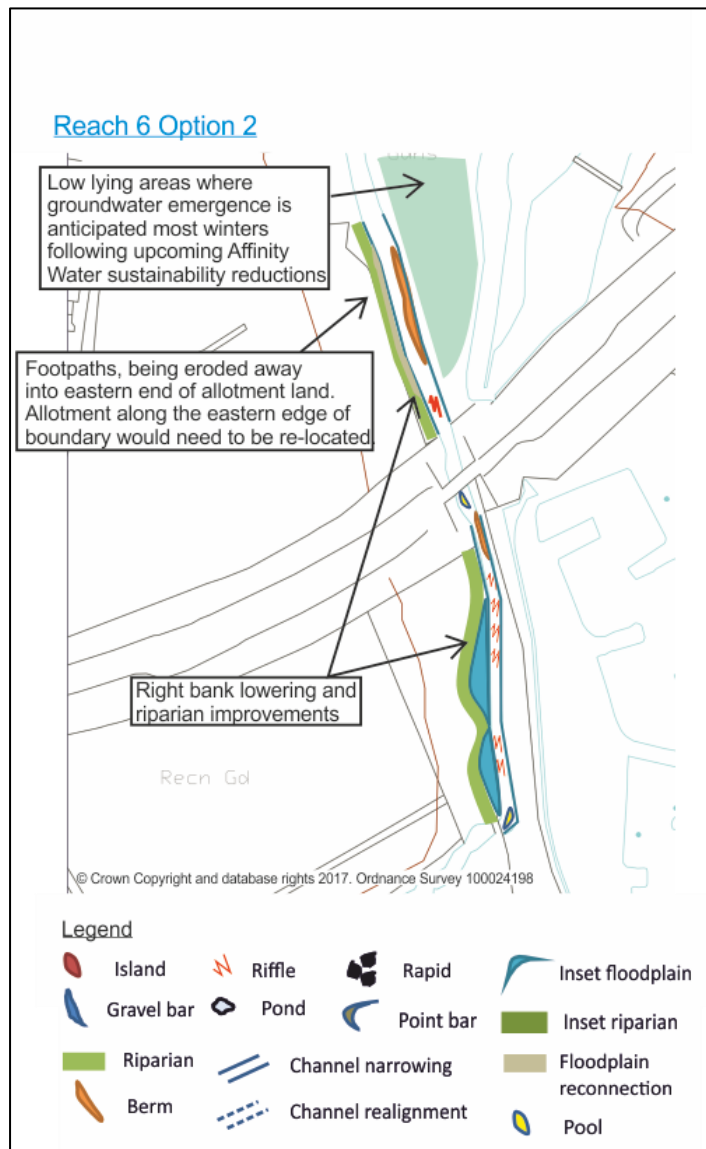 Reach 6 Option 2
Low lying areas where
groundwater emergence is
anticipated most winters
following upcoming Affinity
Water sustainability reductions
Footpaths, being eroded away
into eastern end of allotment land.
Allotment along the eastern edge of
boundary would need to be re-located.
Right bank lowering and
riparian improvements
Recn Gd
© Crown Copyright and database rights 2017. Ordnance Survey 100024198
Legend
Island
Riffle
Rapid
Inset floodplain
Gravel bar
Pond
Point bar
Inset riparian
Riparian
Channel narrowing
Floodplain
reconnection
Berm
Channel realignment
Pool